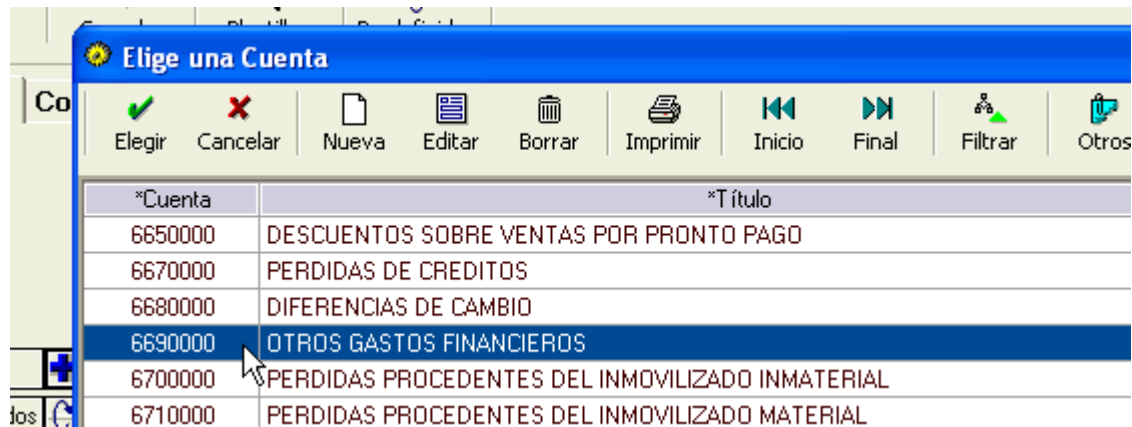 Elige una Cuenta
Co
Elegir Cancelar Nueva Editar Borrar Imprimir Inicio Final Filtrar Otros
*Cuenta *Título
6650000 DESCUENTOS SOBRE VENTAS POR PRONTO PAGO
6670000 PERDIDAS DE CREDITOS
6680000 DIFERENCIAS DE CAMBIO
6690000 OTROS GASTOS FINANCIEROS
6700000 PERDIDAS PROCEDENTES DEL INMOVILIZADO INMATERIAL
dos 6710000 PERDIDAS PROCEDENTES DEL INMOVILIZADO MATERIAL